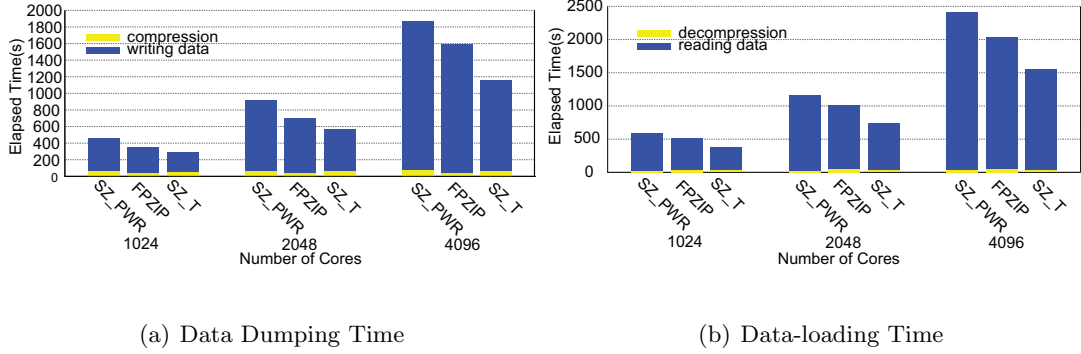 2000
1800
1600
1400
1200
1000
800
600
400
200
0
Elapsed Time(s)
compression
writing data
SZ_PWR
FPZIP
SZ_T
SZ_PWR
FPZIP
SZ_T
SZ_PWR
FPZIP
SZ_T
1024
2048
4096
Number of Cores
(a) Data Dumping Time
2500
2000
1500
1000
500
0
Elapsed Time(s)
decompression
reading data
SZ_PWR
FPZIP
SZ_T
SZ_PWR
FPZIP
SZ_T
SZ_PWR
FPZIP
SZ_T
1024
2048
4096
Number of Cores
(b) Data-loading Time